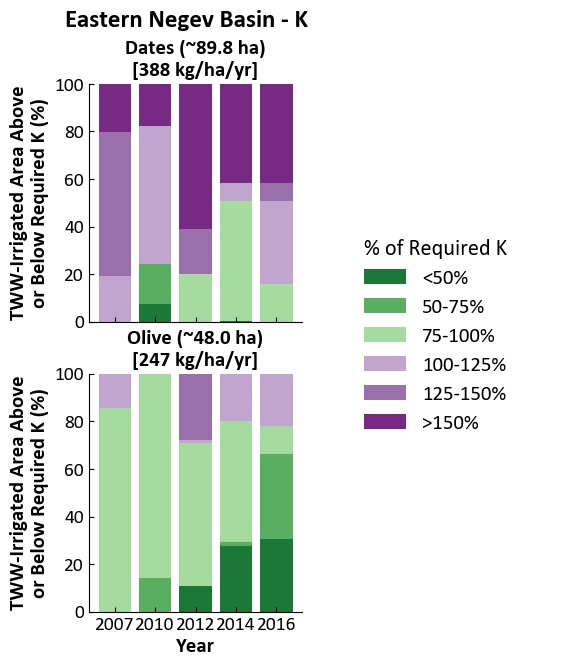 Eastern Negev Basin - K
Dates (~89.8 ha)
[388 kg/ha/yr]
TWW-Irrigated Area Above
or Below Required K (%)
100
80
60
40
20
0
Olive (~48.0 ha)
[247 kg/ha/yr]
TWW-Irrigated Area Above
or Below Required K (%)
100
80
60
40
20
0
2007 2010 2012 2014 2016
Year
% of Required K
<50%
50-75%
75-100%
100-125%
125-150%
>150%